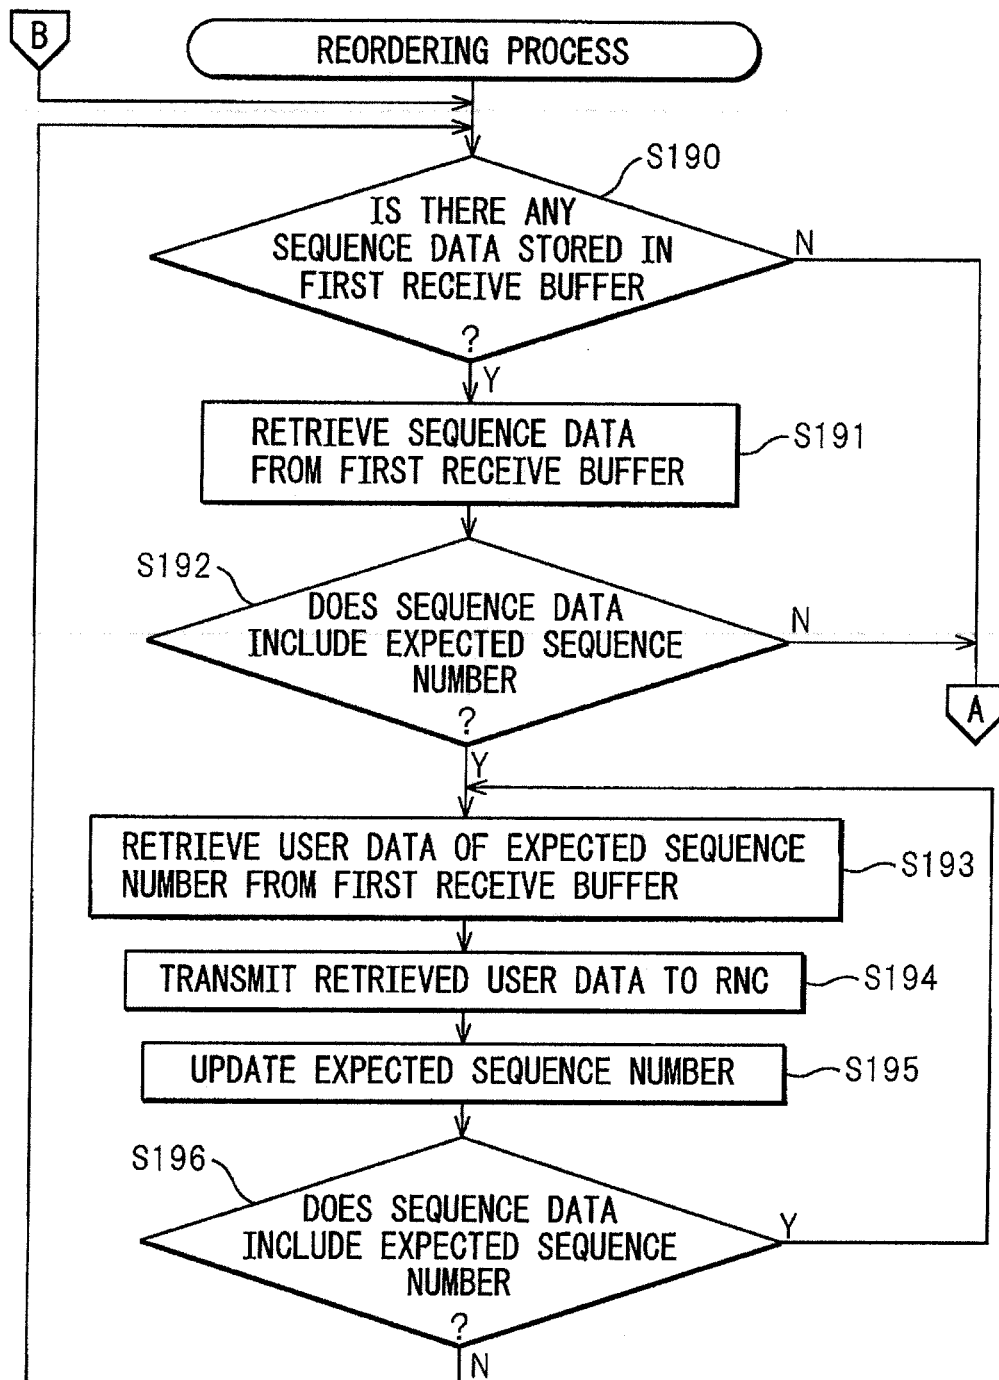 B
REORDERING PROCESS
S190
IS THERE ANY
SEQUENCE DATA STORED IN
FIRST RECEIVE BUFFER
?
N
Y
RETRIEVE SEQUENCE DATA
FROM FIRST RECEIVE BUFFER
S191
S192
DOES SEQUENCE DATA
INCLUDE EXPECTED SEQUENCE
NUMBER
?
N
A
Y
RETRIEVE USER DATA OF EXPECTED SEQUENCE
NUMBER FROM FIRST RECEIVE BUFFER
S193
TRANSMIT RETRIEVED USER DATA TO RNC
S194
UPDATE EXPECTED SEQUENCE NUMBER
S195
S196
DOES SEQUENCE DATA
INCLUDE EXPECTED SEQUENCE
NUMBER
?
Y
N